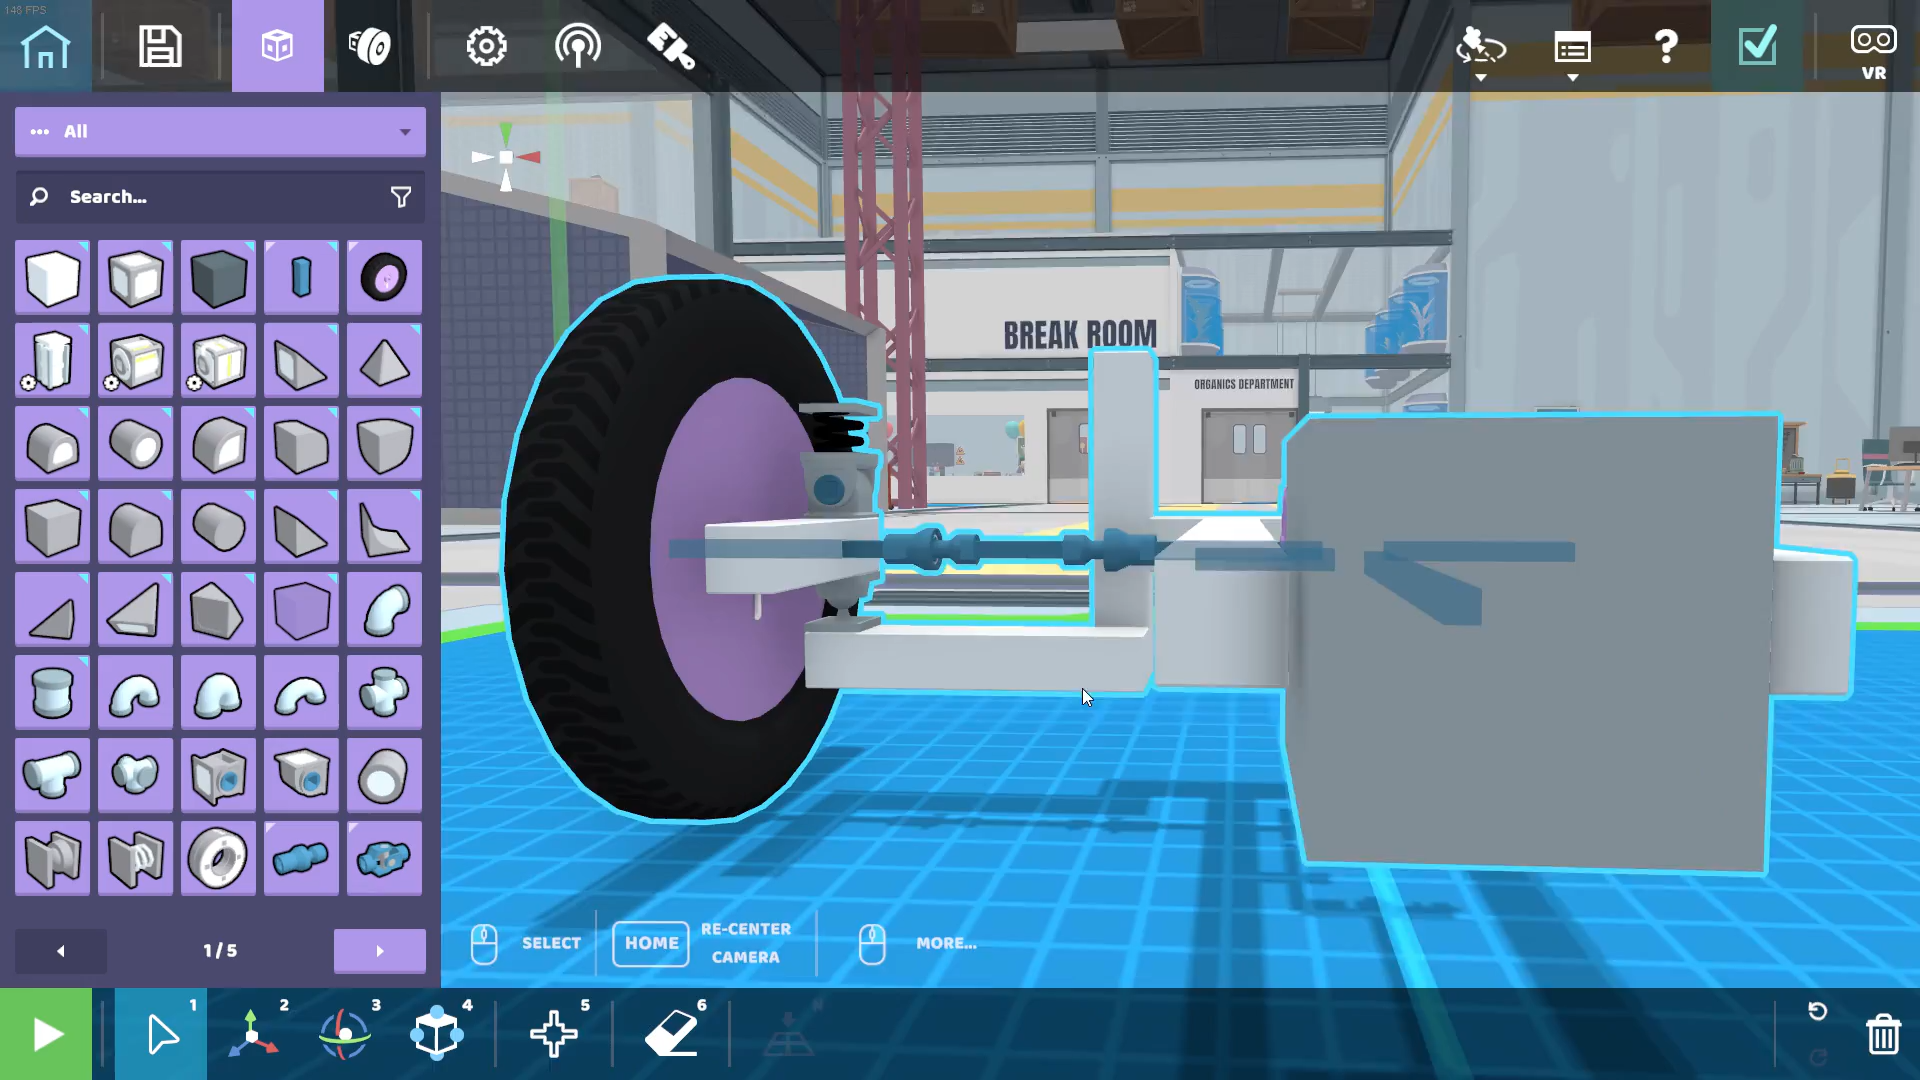 148 FPS
VR
All
Search...
BREAK ROOM
ORGANICS DEPARTMENT
SELECT
HOME
RE-CENTER
CAMERA
MORE...
1 / 5
1
2
3
4
5
6
N